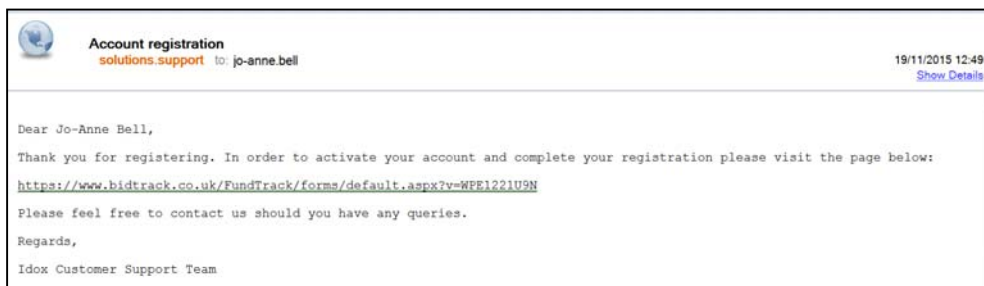 Account registration
solutions.support to: jo-anne.bell
19/11/2015 12:49
Show Details
Dear Jo-Anne Bell,
Thank you for registering. In order to activate your account and complete your registration please visit the page below:
https://www.bidtrack.co.uk/FundTrack/forms/default.aspx?v=WPE1221U9N
Please feel free to contact us should you have any queries.
Regards,
Idox Customer Support Team